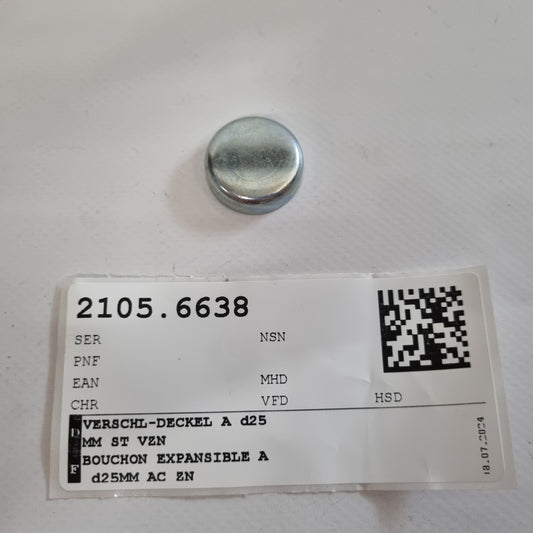 2105.6638
SER NSN
PNF
EAN MHD
CHR VFD HSD
D VERSCHL-DECKEL A d25
MM ST VZN
F BOUCHON EXPANSIBLE A
d25MM AC ZN
18.07.2024